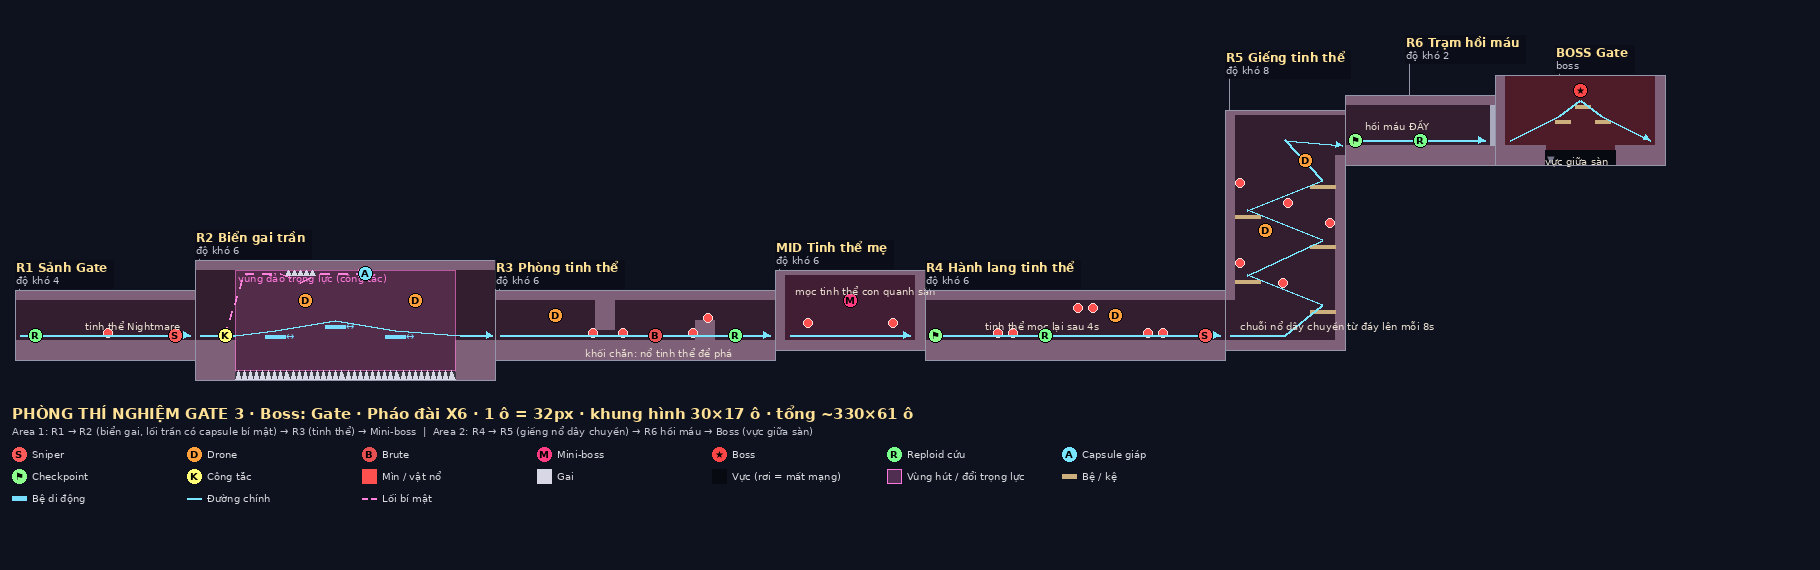 R6 Trạm hồi máu
độ khó 2
BOSS Gate
boss
R5 Giếng tinh thể
độ khó 8
★
hồi máu ĐẦY
⚑
R
D
vực giữa sàn
D
R2 Biển gai trần
độ khó 6
MID Tinh thể mẹ
độ khó 6
R1 Sảnh Gate
độ khó 4
R3 Phòng tinh thể
độ khó 6
R4 Hành lang tinh thể
độ khó 6
vùng đảo trọng lực (công tắc)
A
D
D
mọc tinh thể con quanh sàn
M
D
D
tinh thể Nightmare
R
S
K
B
R
⚑
tinh thể mọc lại sau 4s
R
S
chuỗi nổ dây chuyền từ đáy lên mỗi 8s
khối chắn: nổ tinh thể để phá
PHÒNG THÍ NGHIỆM GATE 3 · Boss: Gate · Pháo đài X6 · 1 ô = 32px · khung hình 30×17 ô · tổng ~330×61 ô
Area 1: R1 → R2 (biển gai, lối trần có capsule bí mật) → R3 (tinh thể) → Mini-boss | Area 2: R4 → R5 (giếng nổ dây chuyền) → R6 hồi máu → Boss (vực giữa sàn)
S Sniper
D Drone
B Brute
M Mini-boss
★ Boss
R Reploid cứu
A Capsule giáp
⚑ Checkpoint
K Công tắc
Mìn / vật nổ
Gai
Vực (rơi = mất mạng)
Vùng hút / đổi trọng lực
Bệ / kệ
Bệ di động
Đường chính
Lối bí mật